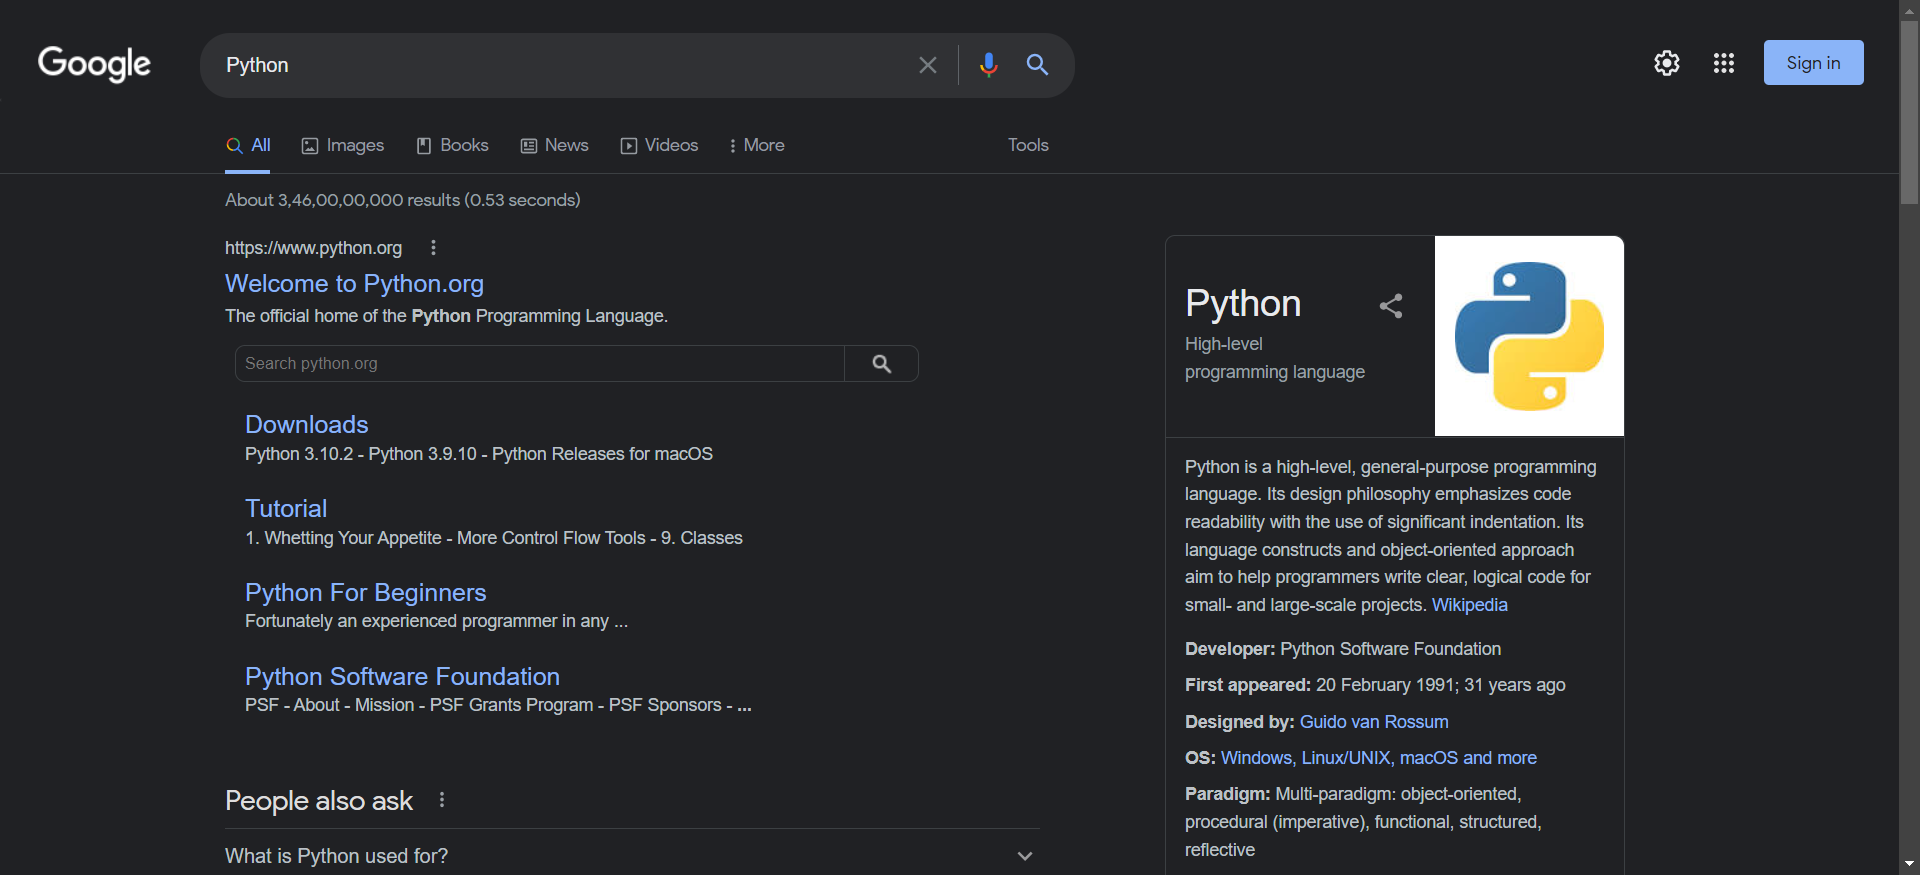 Google
Python
Sign in
All
Images
Books
News
Videos
More
Tools
About 3,46,00,00,000 results (0.53 seconds)
https://www.python.org
Welcome to Python.org
The official home of the Python Programming Language.
Search python.org
Downloads
Python 3.10.2 - Python 3.9.10 - Python Releases for macOS
Tutorial
1. Whetting Your Appetite - More Control Flow Tools - 9. Classes
Python For Beginners
Fortunately an experienced programmer in any ...
Python Software Foundation
PSF - About - Mission - PSF Grants Program - PSF Sponsors - ...
People also ask
What is Python used for?
Python
High-level
programming language
Python is a high-level, general-purpose programming
language. Its design philosophy emphasizes code
readability with the use of significant indentation. Its
language constructs and object-oriented approach
aim to help programmers write clear, logical code for
small- and large-scale projects. Wikipedia
Developer: Python Software Foundation
First appeared: 20 February 1991; 31 years ago
Designed by: Guido van Rossum
OS: Windows, Linux/UNIX, macOS and more
Paradigm: Multi-paradigm: object-oriented,
procedural (imperative), functional, structured,
reflective